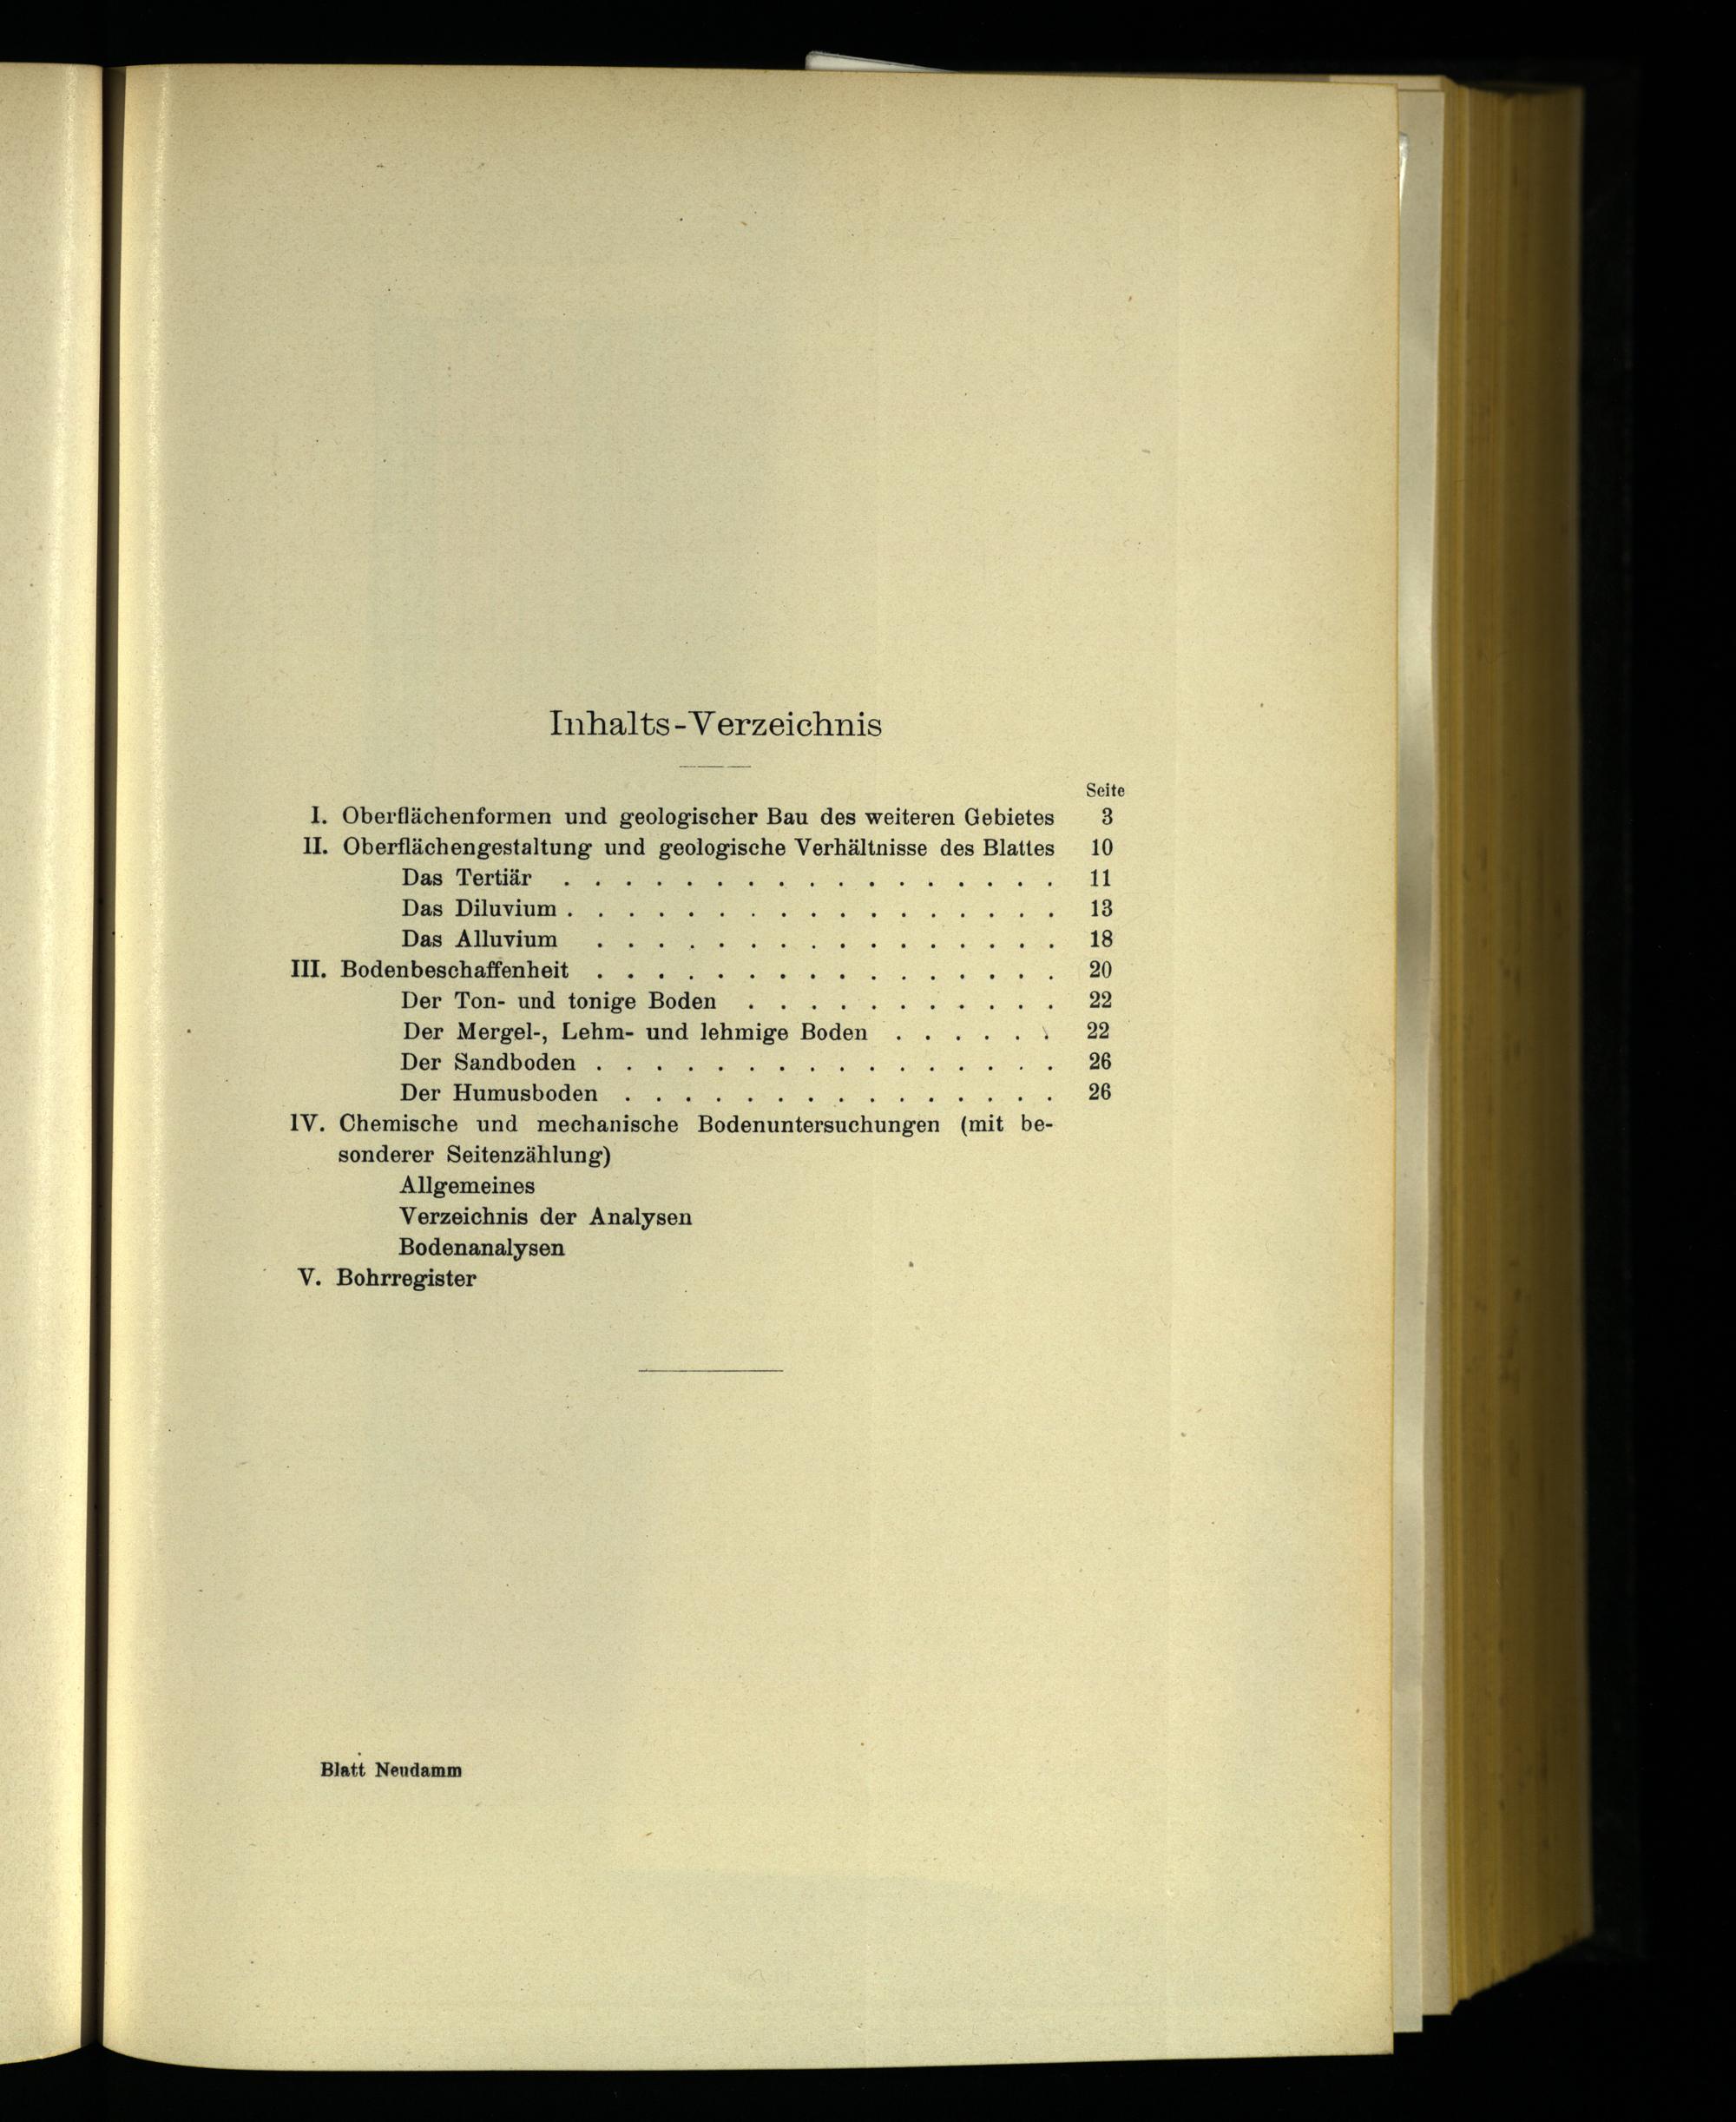 Inhalts-Verzeichnis
Seite
I. Oberflächenformen und geologischer Bau des weiteren Gebietes 3
II. Oberflächengestaltung und geologische Verhältnisse des Blattes 10
Das Tertiär . . . . . . . . . . . . . . . . . 11
Das Diluvium . . . . . . . . . . . . . . . . . 13
Das Alluvium . . . . . . . . . . . . . . . . 18
III. Bodenbeschaffenheit . . . . . . . . . . . . . . . . 20
Der Ton- und tonige Boden . . . . . . . . . . . 22
Der Mergel-, Lehm- und lehmige Boden . . . . . . 22
Der Sandboden . . . . . . . . . . . . . . . . 26
Der Humusboden . . . . . . . . . . . . . . . 26
IV. Chemische und mechanische Bodenuntersuchungen (mit be-
sonderer Seitenzählung)
Allgemeines
Verzeichnis der Analysen
Bodenanalysen
V. Bohrregister
Blatt Neudamm